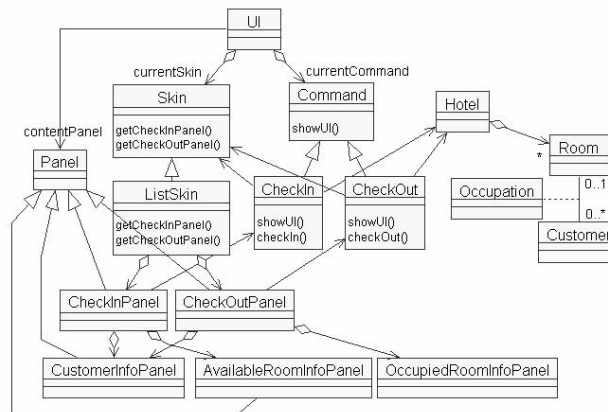 UI
currentSkin
currentCommand
Skin
getCheckInPanel()
getCheckOutPanel()
Command
showUI()
Hotel
contentPanel
Panel
*
Room
ListSkin
getCheckInPanel()
getCheckOutPanel()
CheckIn
showUI()
checkIn()
CheckOut
showUI()
checkOut()
Occupation
0..1
0..*
Customer
CheckInPanel
CheckOutPanel
CustomerInfoPanel
AvailableRoomInfoPanel
OccupiedRoomInfoPanel